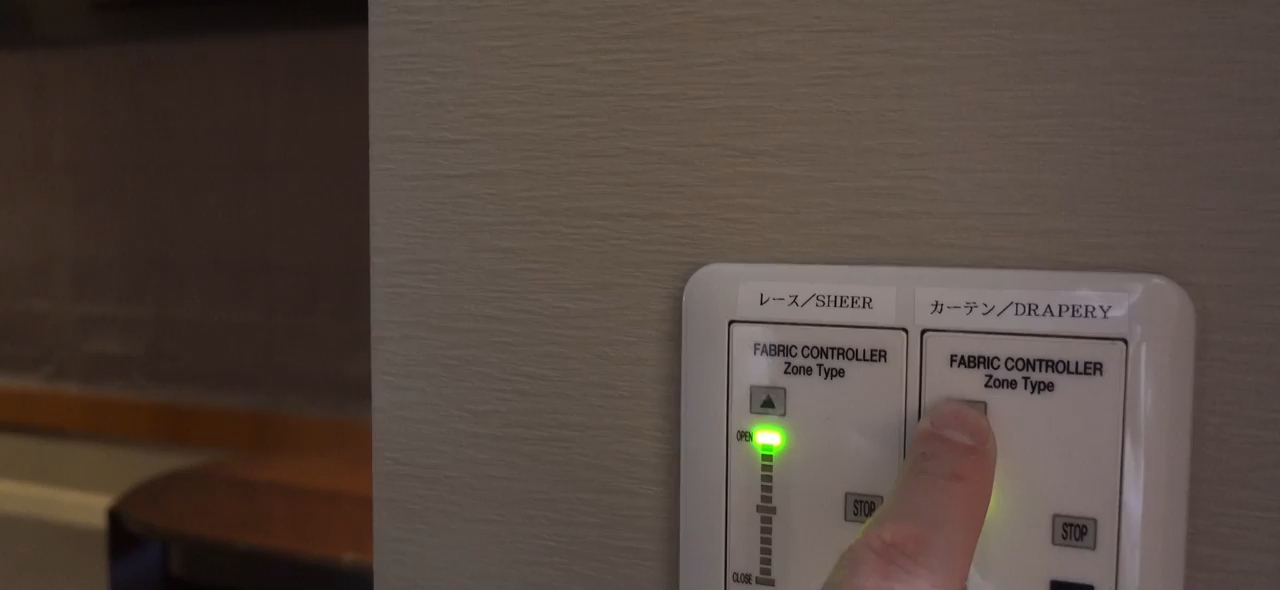 レース/SHEER
FABRIC CONTROLLER
Zone Type
OPEN
STOP
CLOSE
カーテン/DRAPERY
FABRIC CONTROLLER
Zone Type
STOP